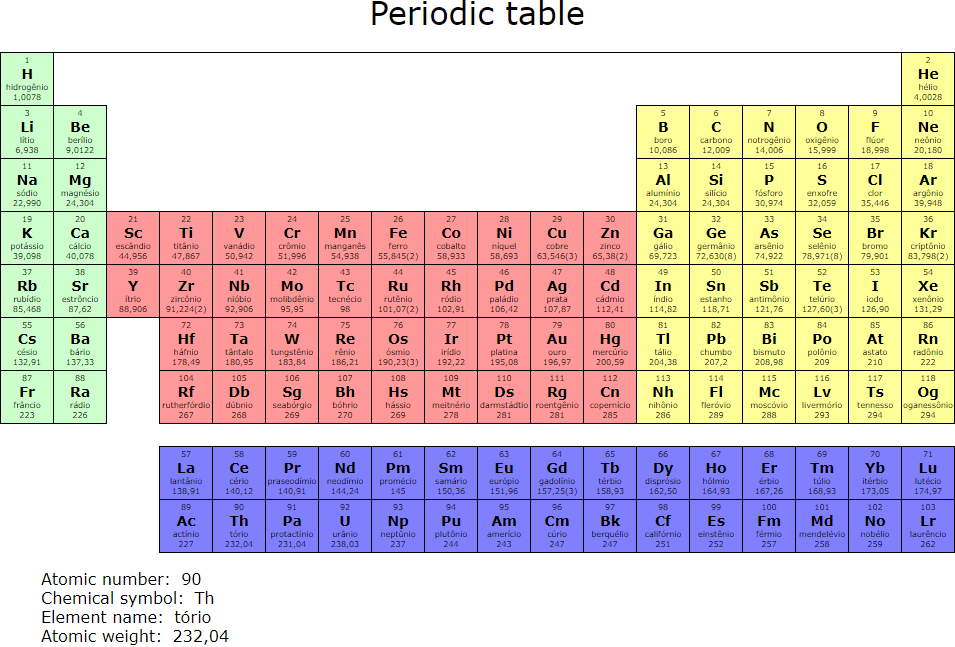 Periodic table
1 2
H He
hidrogênio hélio
1,0078 4,0028
3 4 5 6 7 8 9 10
Li Be B C N O F Ne
lítio berílio boro carbono notrogênio oxigênio flúor neônio
6,938 9,0122 10,086 12,009 14,006 15,999 18,998 20,180
11 12 13 14 15 16 17 18
Na Mg Al Si P S Cl Ar
sódio magnésio alumínio silício fósforo enxofre clor argônio
22,990 24,304 24,304 24,304 30,974 32,059 35,446 39,948
19 20 21 22 23 24 25 26 27 28 29 30 31 32 33 34 35 36
K Ca Sc Ti V Cr Mn Fe Co Ni Cu Zn Ga Ge As Se Br Kr
potássio cálcio escândio titânio vanádio crômio manganês ferro cobalto níquel cobre zinco gálio germânio arsênio selênio bromo criptônio
39,098 40,078 44,956 47,867 50,942 51,996 54,938 55,845(2) 58,933 58,693 63,546(3) 65,38(2) 69,723 72,630(8) 74,922 78,971(8) 79,901 83,798(2)
37 38 39 40 41 42 43 44 45 46 47 48 49 50 51 52 53 54
Rb Sr Y Zr Nb Mo Tc Ru Rh Pd Ag Cd In Sn Sb Te I Xe
rubídio estrôncio ítrio zircônio nióbio molibdênio tecnécio rutênio ródio paládio prata cádmio índio estanho antimônio telúrio iodo xenônio
85,468 87,62 88,906 91,224(2) 92,906 95,95 98 101,07(2) 102,91 106,42 107,87 112,41 114,82 118,71 121,76 127,60(3) 126,90 131,29
55 56 72 73 74 75 76 77 78 79 80 81 82 83 84 85 86
Cs Ba Hf Ta W Re Os Ir Pt Au Hg Tl Pb Bi Po At Rn
césio bário háfnio tântalo tungstênio rênio ósmio irídio platina ouro mercúrio tálio chumbo bismuto polônio astato radônio
132,91 137,33 178,49 180,95 183,84 186,21 190,23(3) 192,22 195,08 196,97 200,59 204,38 207,2 208,98 209 210 222
87 88 104 105 106 107 108 109 110 111 112 113 114 115 116 117 118
Fr Ra Rf Db Sg Bh Hs Mt Ds Rg Cn Nh Fl Mc Lv Ts Og
frâncio rádio rutherfórdio dúbnio seabórgio bóhrio hássio meitnério darmstádtio roentgênio copernício nihônio fleróvio moscóvio livermório tennesso oganessônio
223 226 267 268 269 270 269 278 281 281 285 286 289 288 293 294 294
57 58 59 60 61 62 63 64 65 66 67 68 69 70 71
La Ce Pr Nd Pm Sm Eu Gd Tb Dy Ho Er Tm Yb Lu
lantânio cério praseodímio neodímio promécio samário európio gadolínio térbio disprósio hôlmio érbio túlio itérbio lutécio
138,91 140,12 140,91 144,24 145 150,36 151,96 157,25(3) 158,93 162,50 164,93 167,26 168,93 173,05 174,97
89 90 91 92 93 94 95 96 97 98 99 100 101 102 103
Ac Th Pa U Np Pu Am Cm Bk Cf Es Fm Md No Lr
actínio tório protactínio urânio neptúnio plutônio amerício cúrio berquélio califórnio einstênio férmio mendelévio nobélio laurêncio
227 232,04 231,04 238,03 237 244 243 247 247 251 252 257 258 259 262
Atomic number: 90
Chemical symbol: Th
Element name: tório
Atomic weight: 232,04